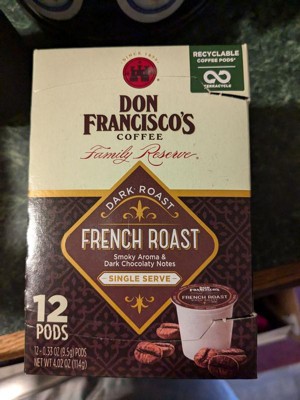 SINCE 1870
RECYCLABLE
COFFEE PODS*
TERRACYCLE
DON
FRANCISCO'S
COFFEE
Family Reserve
DARK ROAST
FRENCH ROAST
Smoky Aroma &
Dark Chocolaty Notes
SINGLE SERVE
12
PODS
DON
FRANCISCO'S
FRENCH ROAST
12 - 0.33 OZ (9.5g) PODS
NET WEIGHT 4.02 OZ (114g)